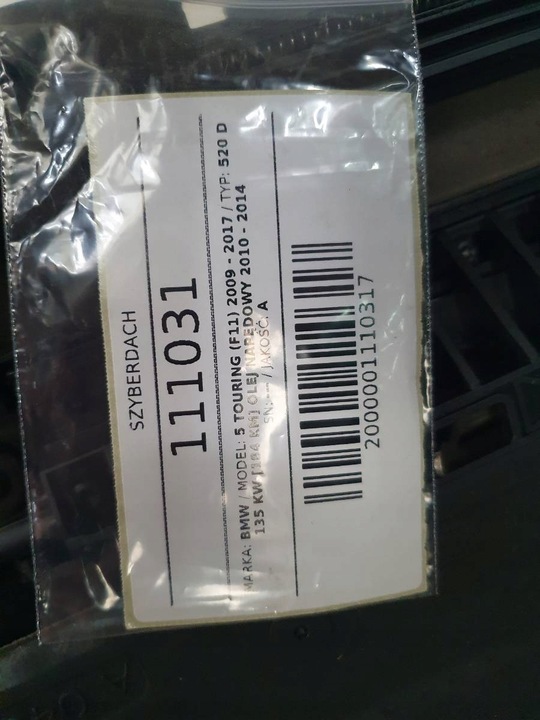 SZYBERDACH
111031
MARKA: BMW / MODEL: 5 TOURING (F11) 2009 - 2017 / TYP: 520 D
135 KW [184 KM] OLEJ NAPĘDOWY 2010 - 2014
SN: --- / JAKOŚĆ: A
2000001110317